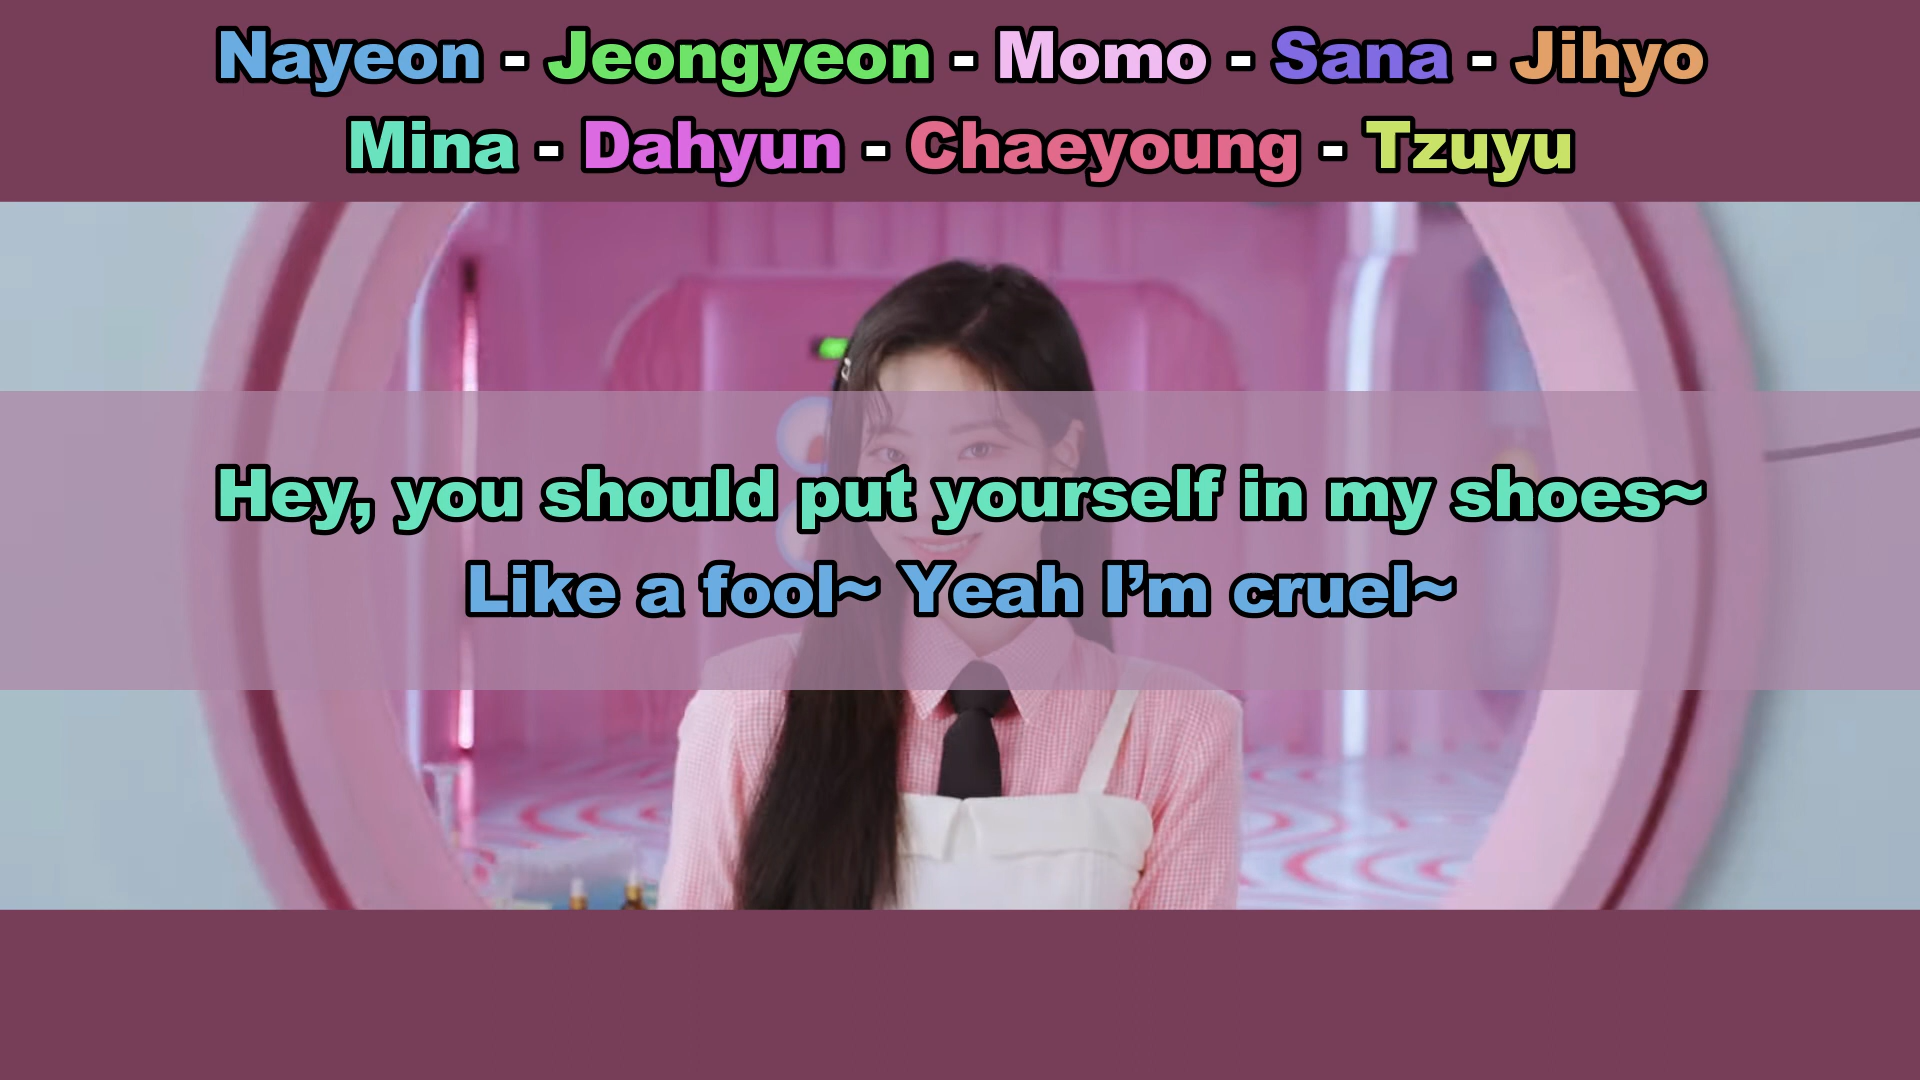 Nayeon - Jeongyeon - Momo - Sana - Jihyo
Mina - Dahyun - Chaeyoung - Tzuyu
Hey, you should put yourself in my shoes~
Like a fool~ Yeah I’m cruel~